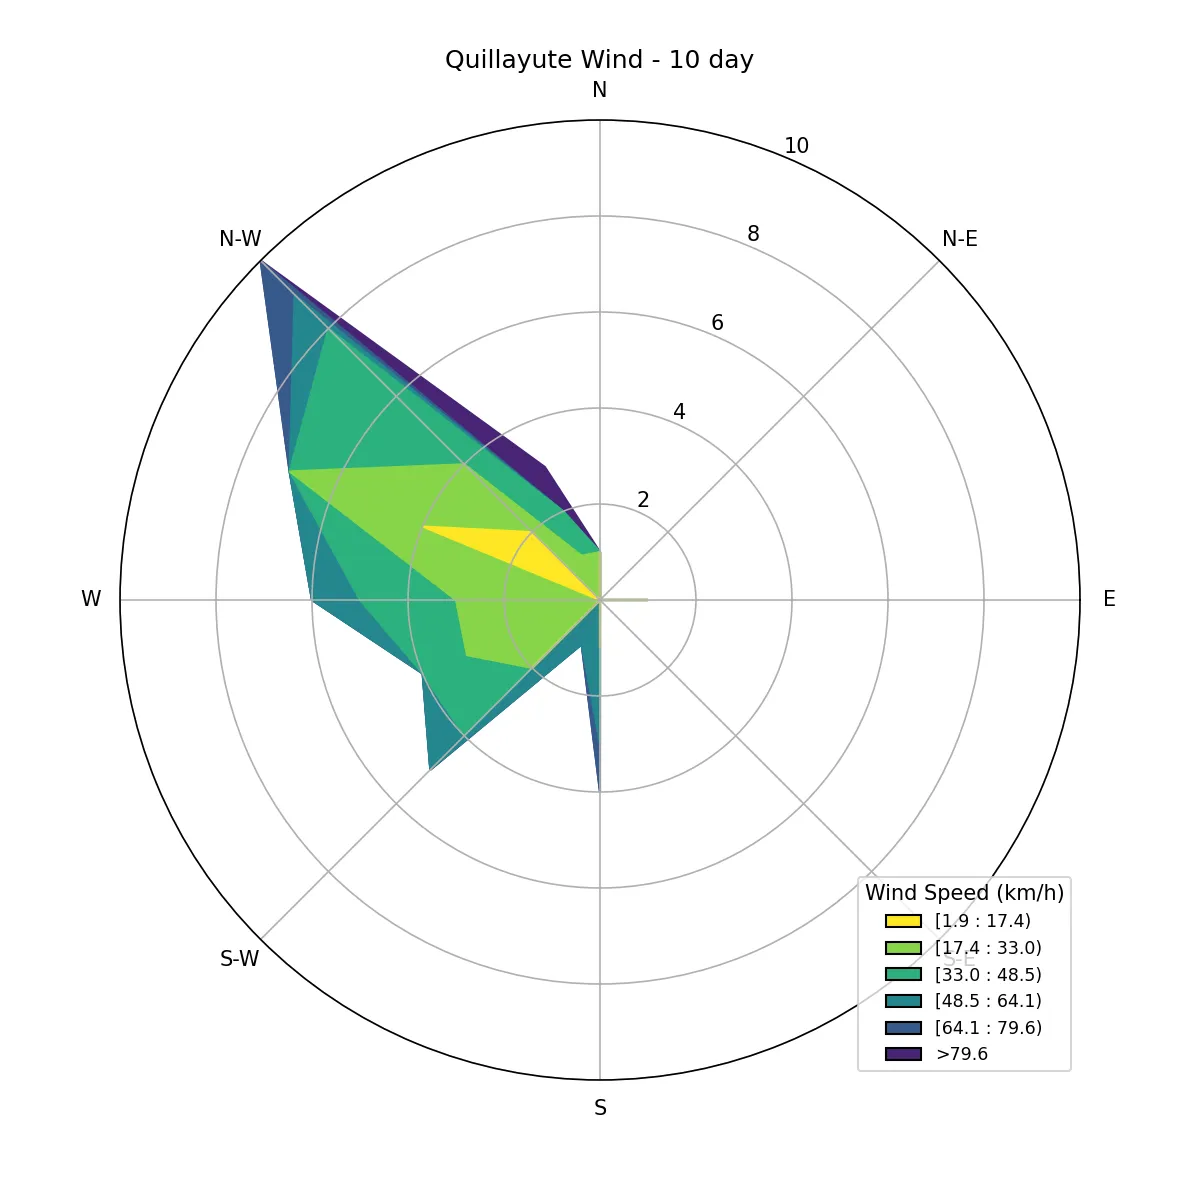 Quillayute Wind - 10 day
N
10
N-W
8
N-E
6
4
2
W
E
Wind Speed (km/h)
[1.9 : 17.4)
[17.4 : 33.0)
S-W
S-E
[33.0 : 48.5)
[48.5 : 64.1)
[64.1 : 79.6)
>79.6
S